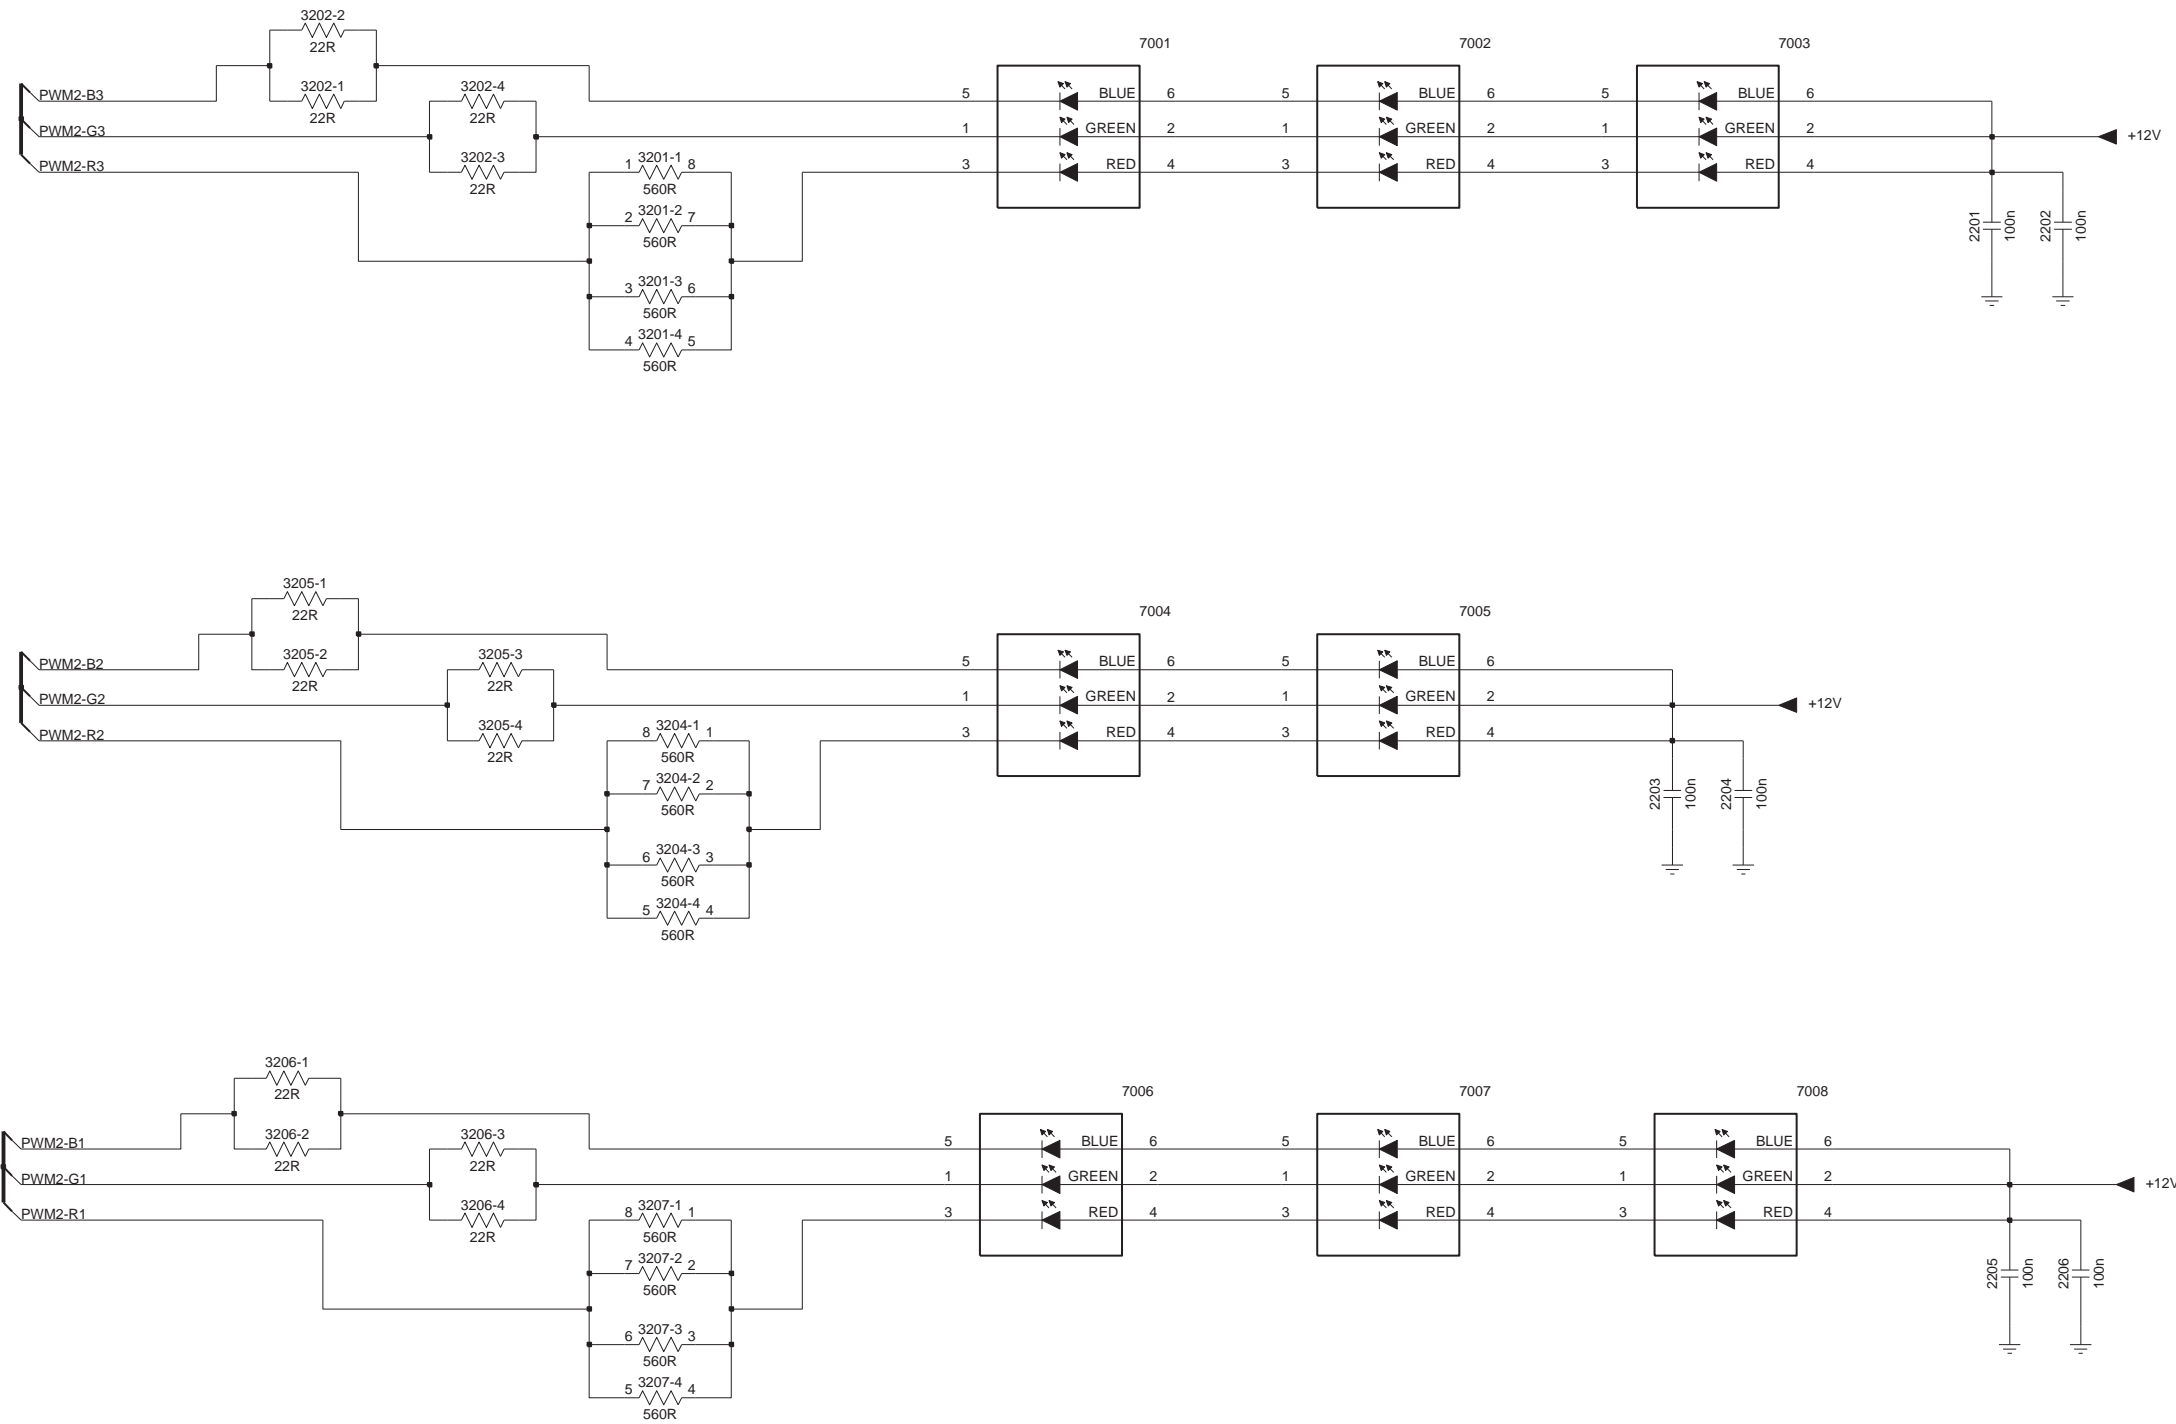 3202-2
22R
7001 7002 7003
3202-1 3202-4
PWM2-B3 5 BLUE 6 5 BLUE 6 5 BLUE 6
22R 22R
PWM2-G3 1 GREEN 2 1 GREEN 2 1 GREEN 2 +12V
3202-3 1 3201-1 8
PWM2-R3 3 RED 4 3 RED 4 3 RED 4
22R 560R
2 3201-2 7 2201 100n 2202 100n
560R
3 3201-3 6
560R
4 3201-4 5
560R
3205-1
22R 7004 7005
3205-2 3205-3
PWM2-B2 5 BLUE 6 5 BLUE 6
22R 22R
PWM2-G2 1 GREEN 2 1 GREEN 2 +12V
3205-4 8 3204-1 1
PWM2-R2 3 RED 4 3 RED 4
22R 560R
7 3204-2 2 2203 100n 2204 100n
560R
6 3204-3 3
560R
5 3204-4 4
560R
3206-1
22R 7006 7007 7008
3206-2 3206-3
PWM2-B1 5 BLUE 6 5 BLUE 6 5 BLUE 6
22R 22R
PWM2-G1 1 GREEN 2 1 GREEN 2 1 GREEN 2 +12V
3206-4 8 3207-1 1
PWM2-R1 3 RED 4 3 RED 4 3 RED 4
22R 560R
7 3207-2 2 2205 100n 2206 100n
560R
6 3207-3 3
560R
5 3207-4 4
560R